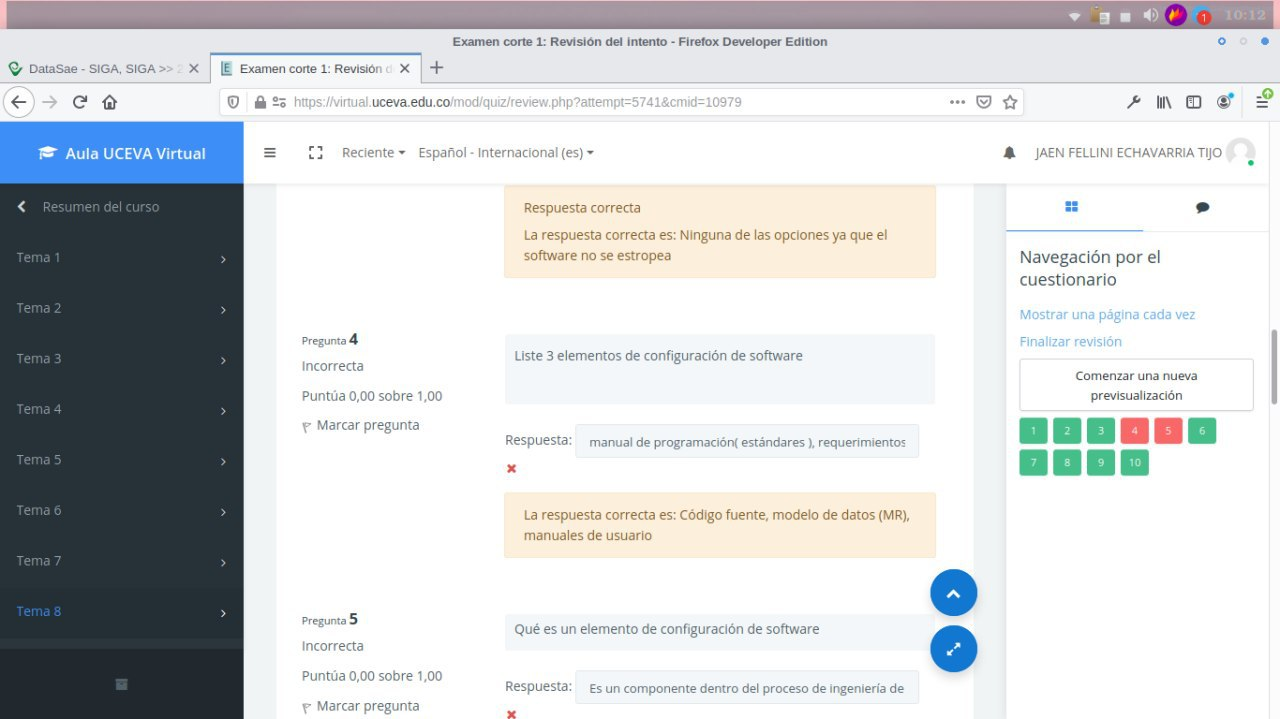 1
10:12
Examen corte 1: Revisión del intento - Firefox Developer Edition
DataSae - SIGA, SIGA >> 2
Examen corte 1: Revisión d
https://virtual.uceva.edu.co/mod/quiz/review.php?attempt=5741&cmid=10979
Aula UCEVA Virtual
Reciente
Español - Internacional (es)
JAEN FELLINI ECHAVARRIA TIJO
Resumen del curso
Tema 1
Tema 2
Tema 3
Tema 4
Tema 5
Tema 6
Tema 7
Tema 8
Respuesta correcta
La respuesta correcta es: Ninguna de las opciones ya que el
software no se estropea
Pregunta 4
Incorrecta
Puntúa 0,00 sobre 1,00
Marcar pregunta
Liste 3 elementos de configuración de software
Respuesta: manual de programación( estándares ), requerimientos
La respuesta correcta es: Código fuente, modelo de datos (MR),
manuales de usuario
Pregunta 5
Incorrecta
Puntúa 0,00 sobre 1,00
Marcar pregunta
Qué es un elemento de configuración de software
Respuesta: Es un componente dentro del proceso de ingeniería de
Navegación por el
cuestionario
Mostrar una página cada vez
Finalizar revisión
Comenzar una nueva
previsualización
1 2 3 4 5 6
7 8 9 10